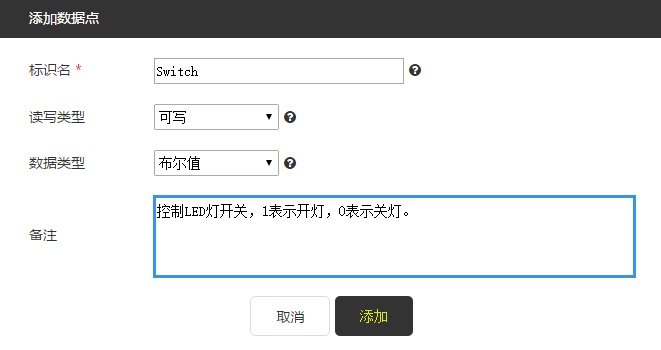 添加数据点
标识名 * Switch
读写类型 可写
数据类型 布尔值
备注 控制LED灯开关，1表示开灯，0表示关灯。
取消 添加